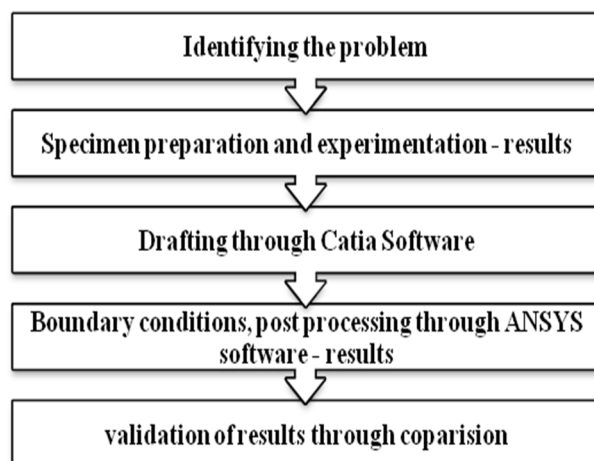 Identifying the problem
Specimen preparation and experimentation - results
Drafting through Catia Software
Boundary conditions, post processing through ANSYS
software - results
validation of results through coparision